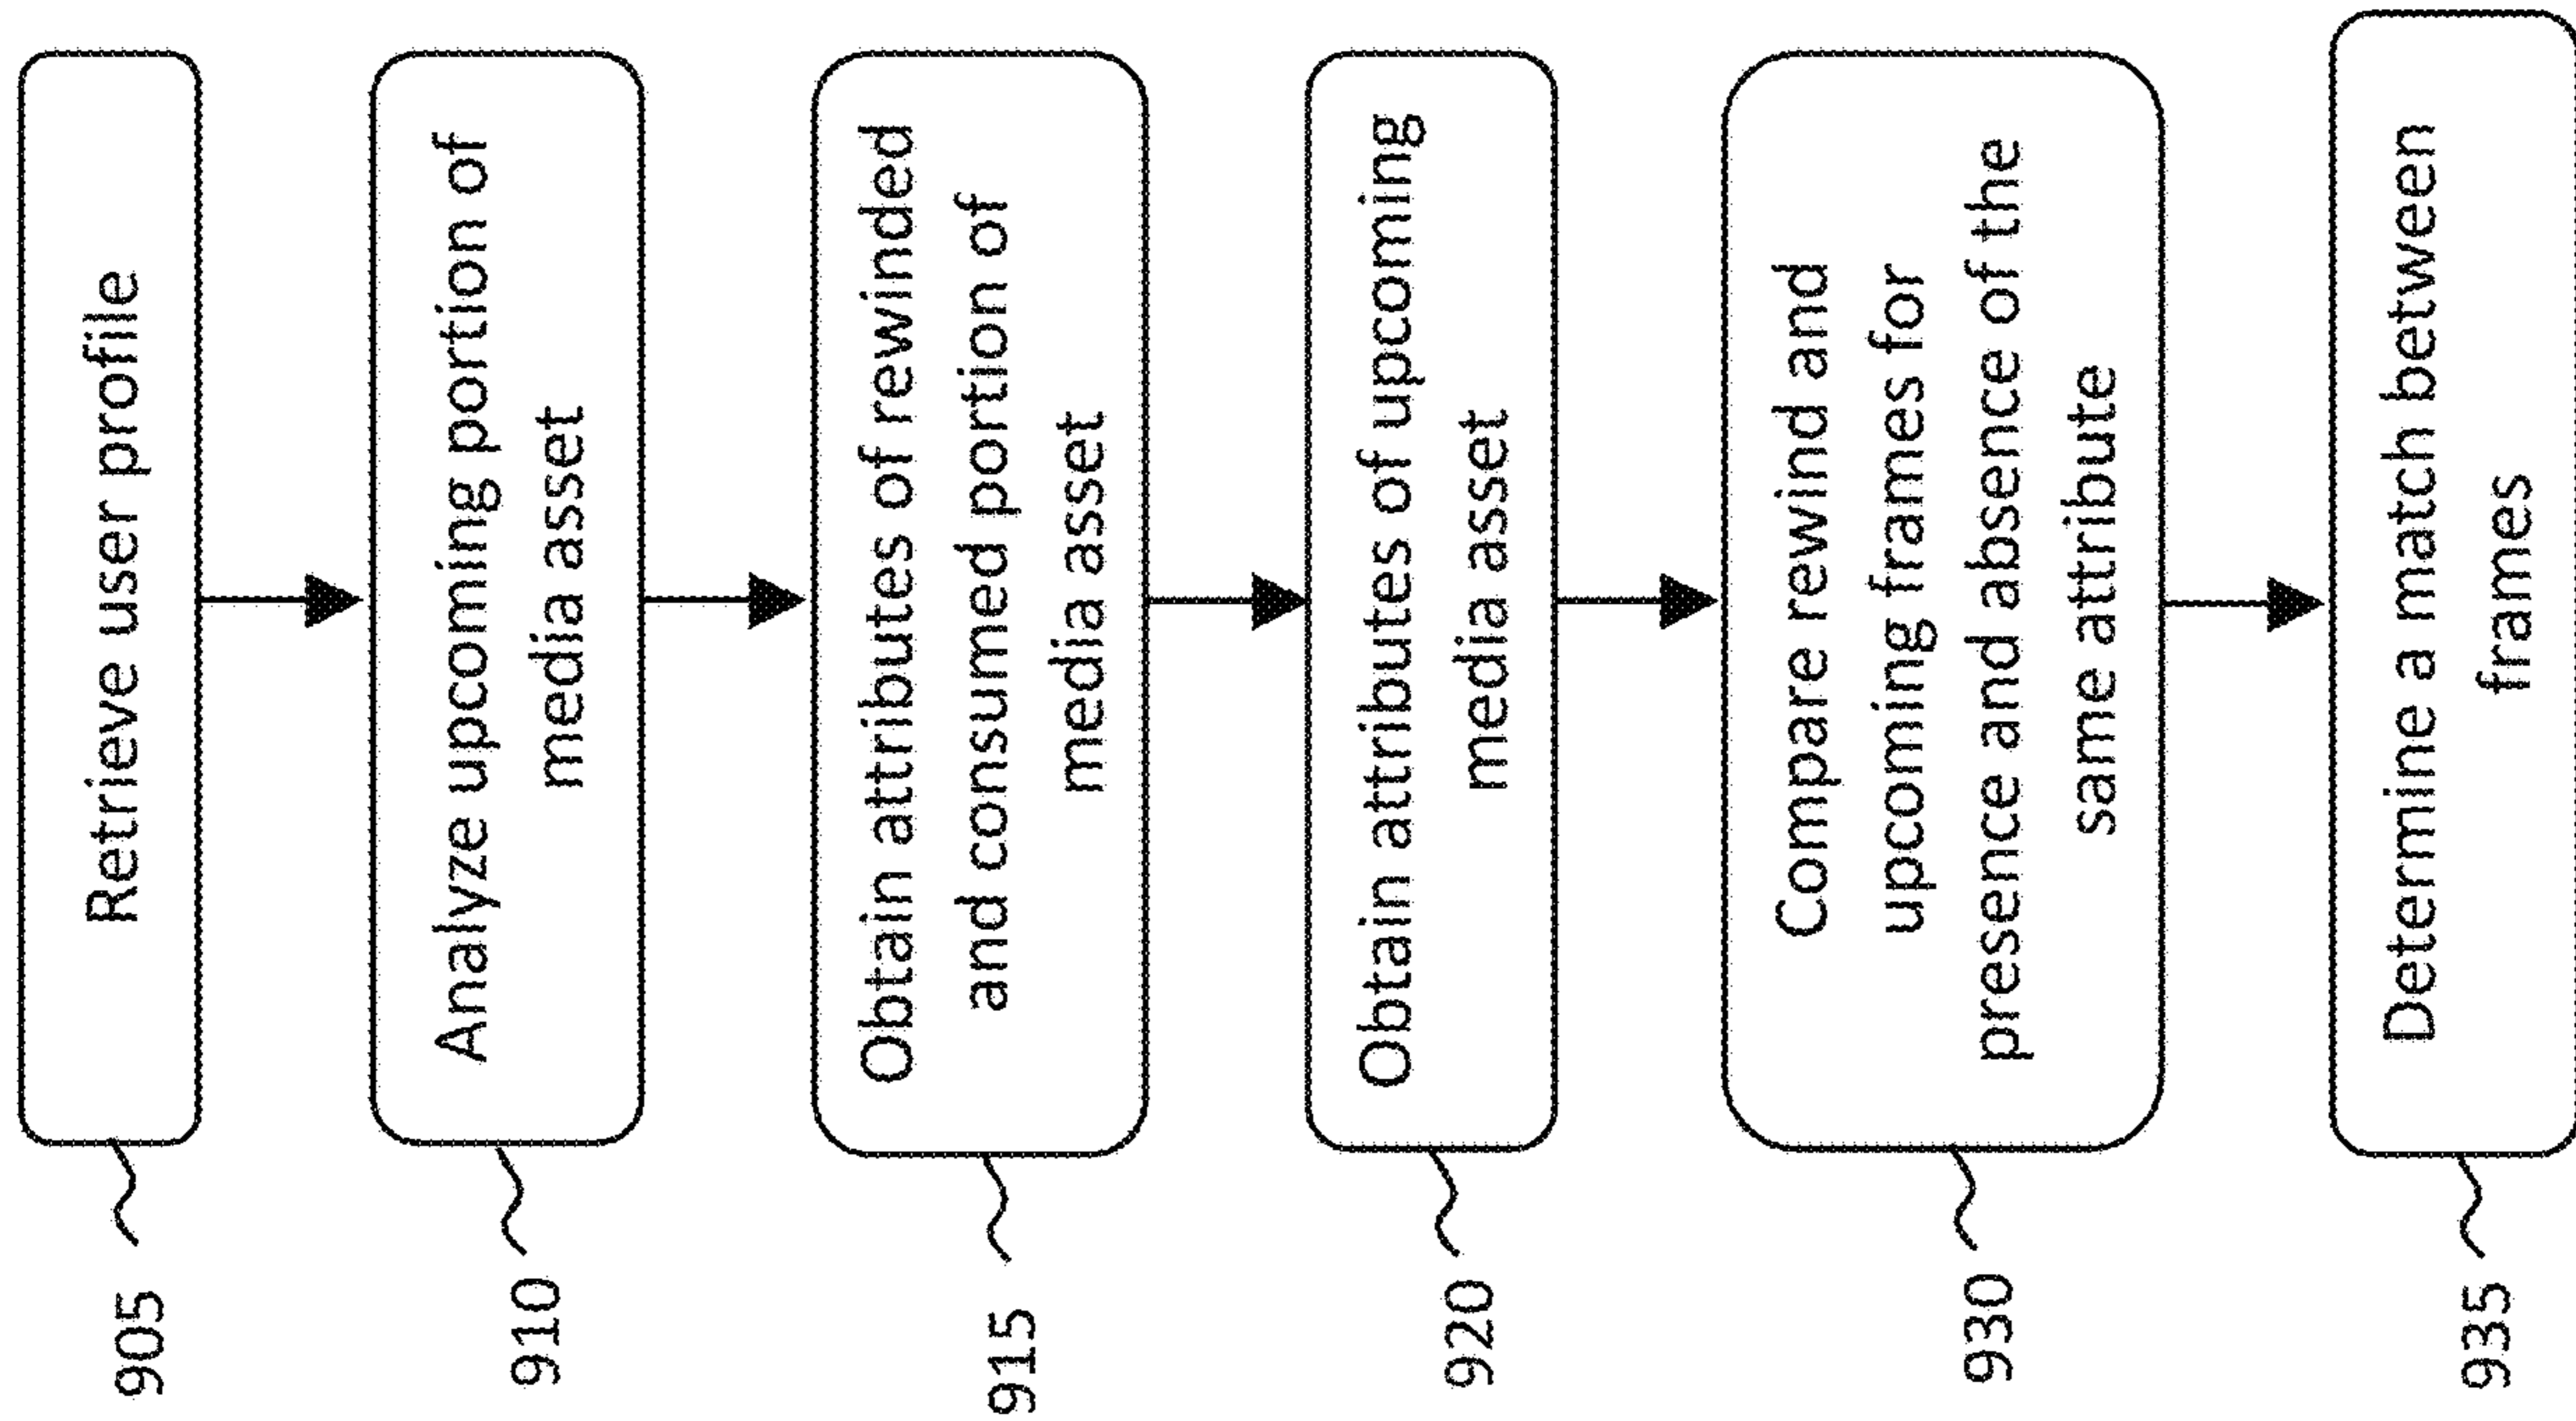 905
Retrieve user profile
910
Analyze upcoming portion of
media asset
915
Obtain attributes of rewinded
and consumed portion of
media asset
920
Obtain attributes of upcoming
media asset
930
Compare rewind and
upcoming frames for
presence and absence of the
same attribute
935
Determine a match between
frames